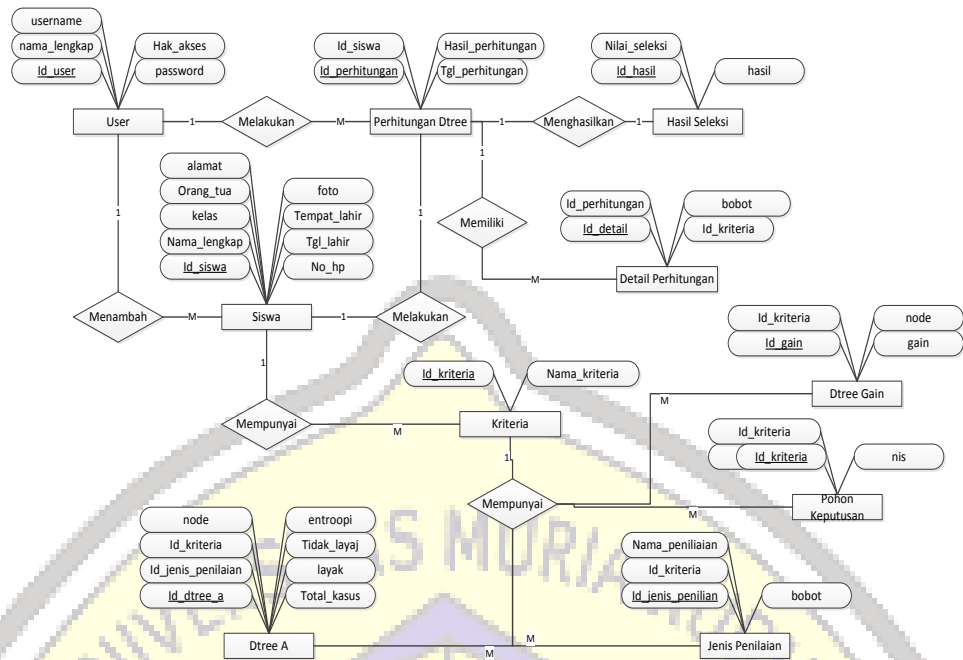 username
nama_lengkap
Id_user
Hak_akses
password
User
1
Melakukan
M
Id_siswa
Id_perhitungan
Hasil_perhitungan
Tgl_perhitungan
Perhitungan Dtree
1
Menghasilkan
1
Nilai_seleksi
Id_hasil
hasil
Hasil Seleksi
1
Memiliki
M
Id_perhitungan
Id_detail
bobot
Id_kriteria
Detail Perhitungan
1
Menambah
M
alamat
Orang_tua
kelas
Nama_lengkap
Id_siswa
foto
Tempat_lahir
Tgl_lahir
No_hp
Siswa
1
Melakukan
1
1
Mempunyai
M
Id_kriteria
Nama_kriteria
Kriteria
1
Mempunyai
M
Id_kriteria
Id_gain
node
gain
Dtree Gain
M
Id_kriteria
Id_kriteria
nis
Pohon
Keputusan
node
Id_kriteria
Id_jenis_penilaian
Id_dtree_a
entroopi
Tidak_layaj
layak
Total_kasus
Dtree A
M
M
Nama_peniliaian
Id_kriteria
Id_jenis_penilian
bobot
Jenis Penilaian